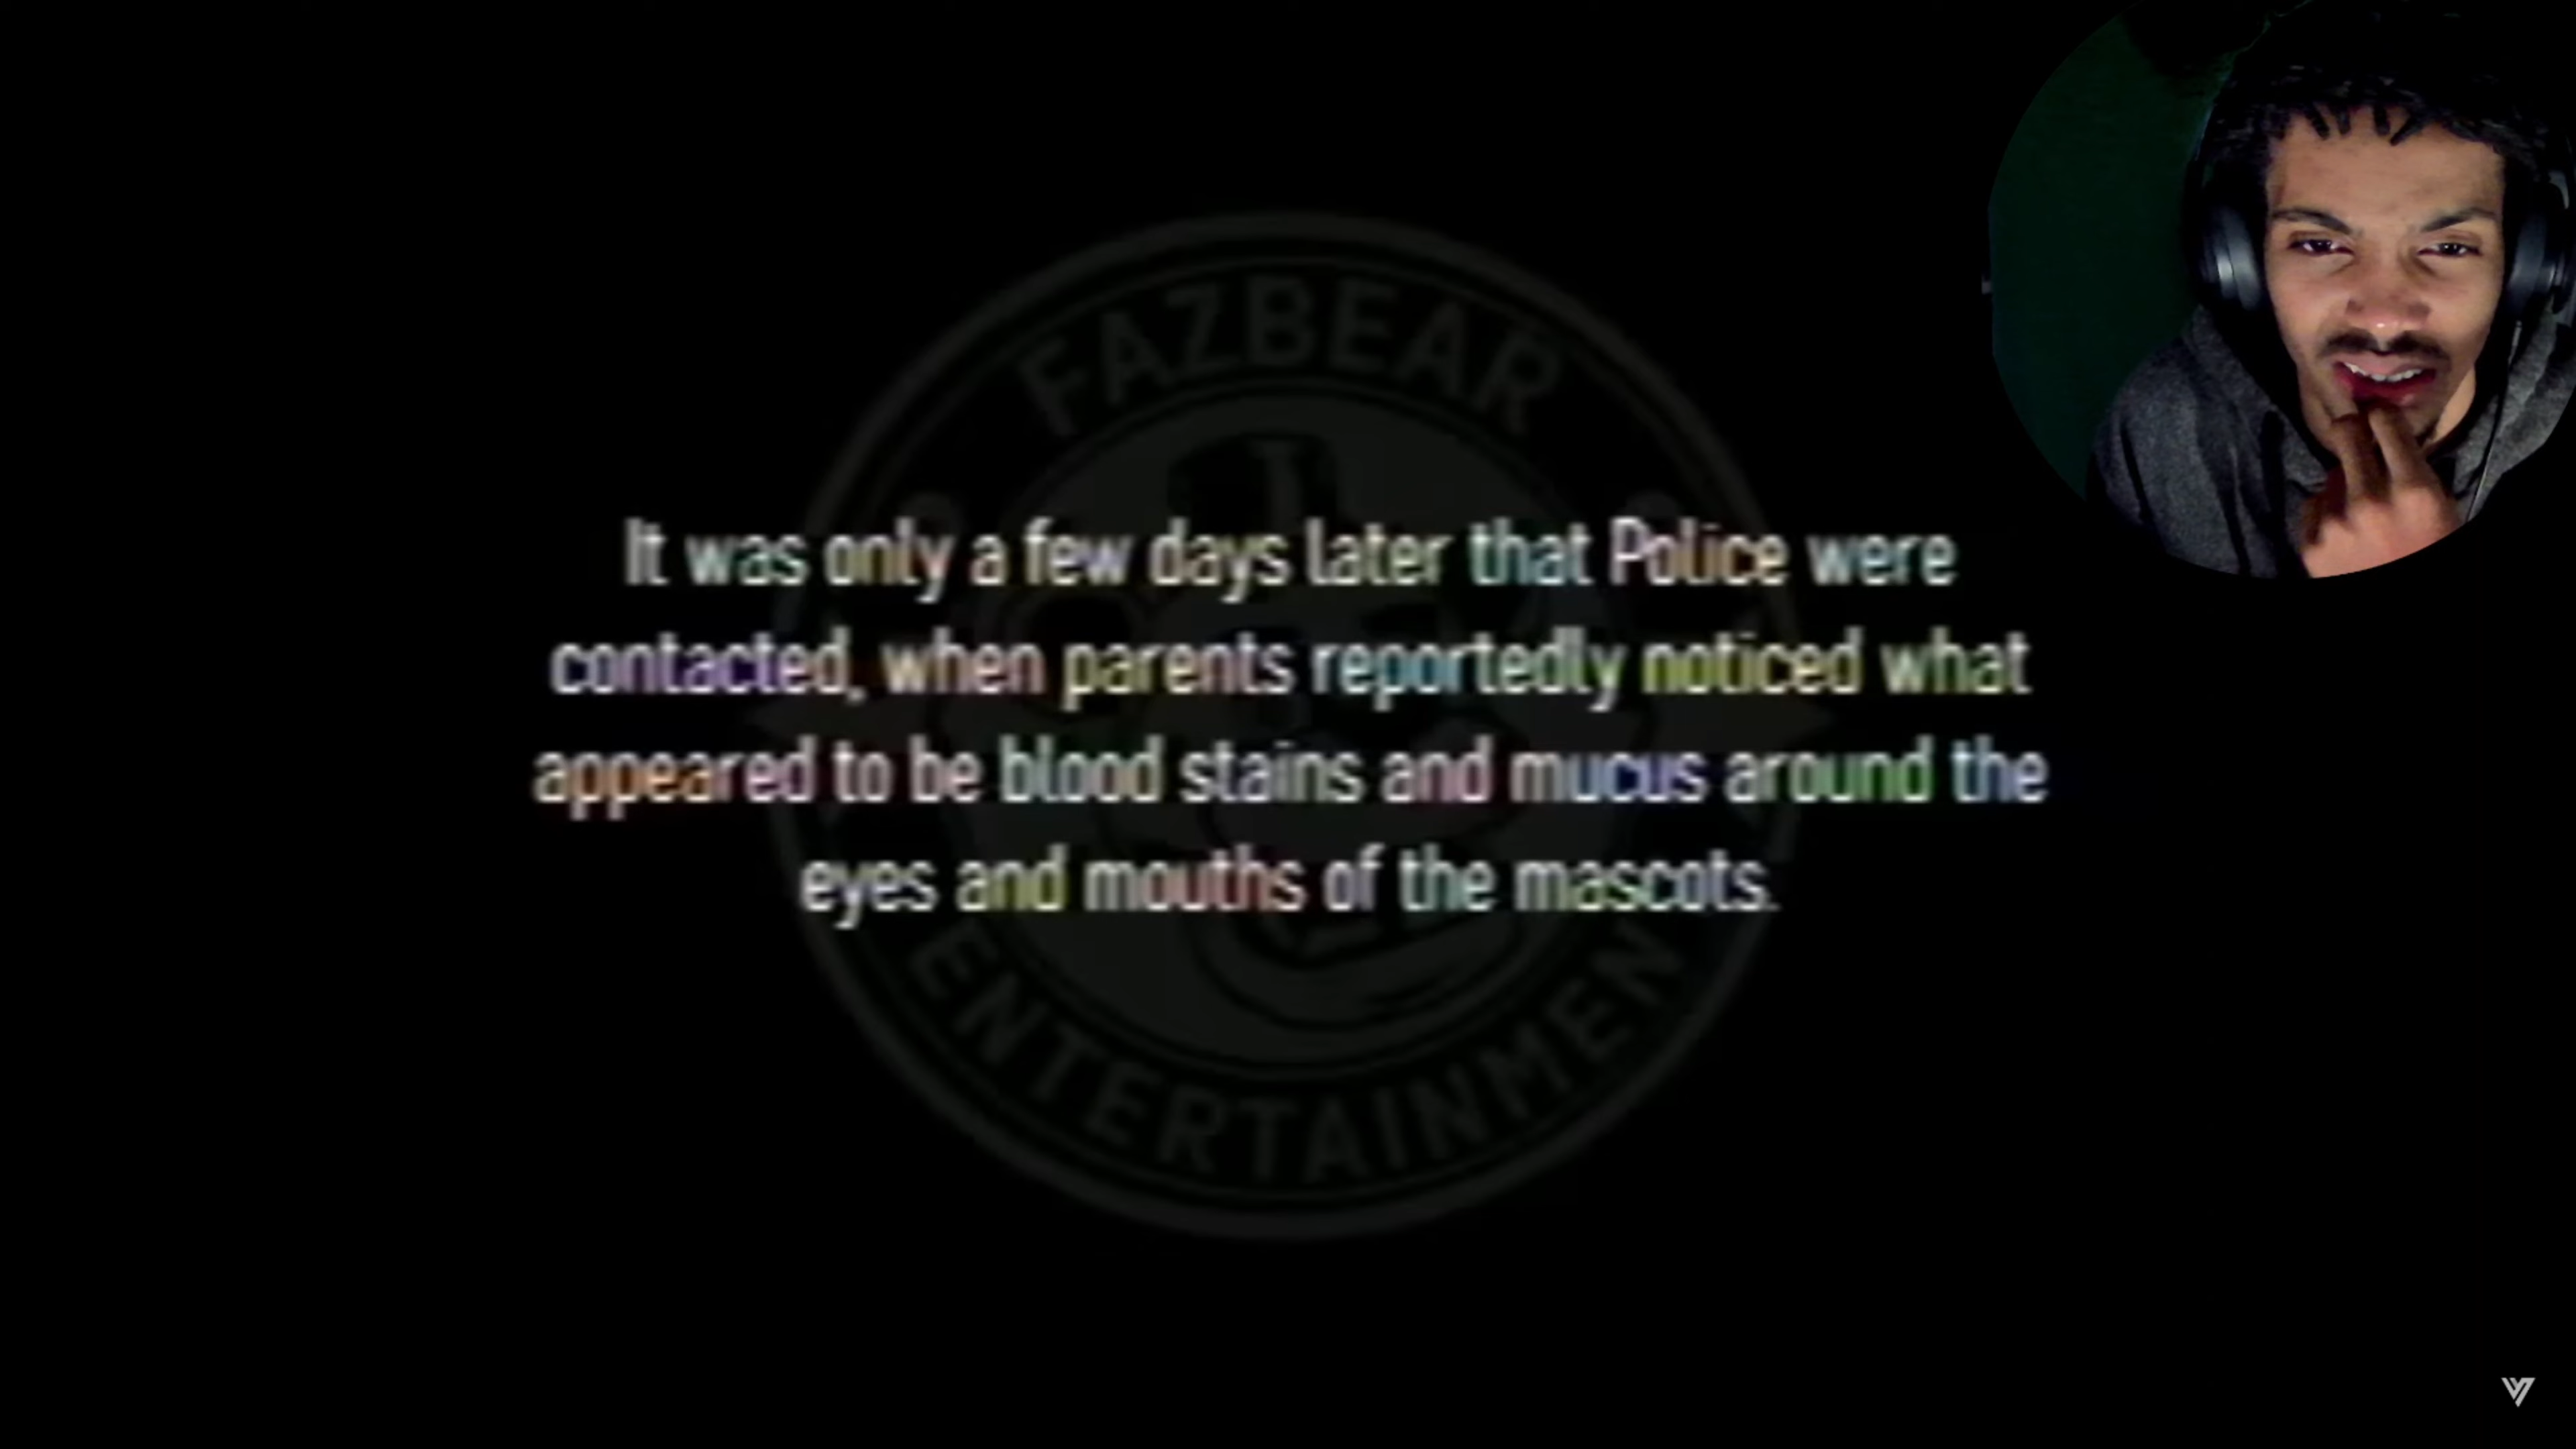 FAZBEAR
It was only a few days later that Police were
contacted, when parents reportedly noticed what
appeared to be blood stains and mucus around the
eyes and mouths of the mascots.
ENTERTAINMEN